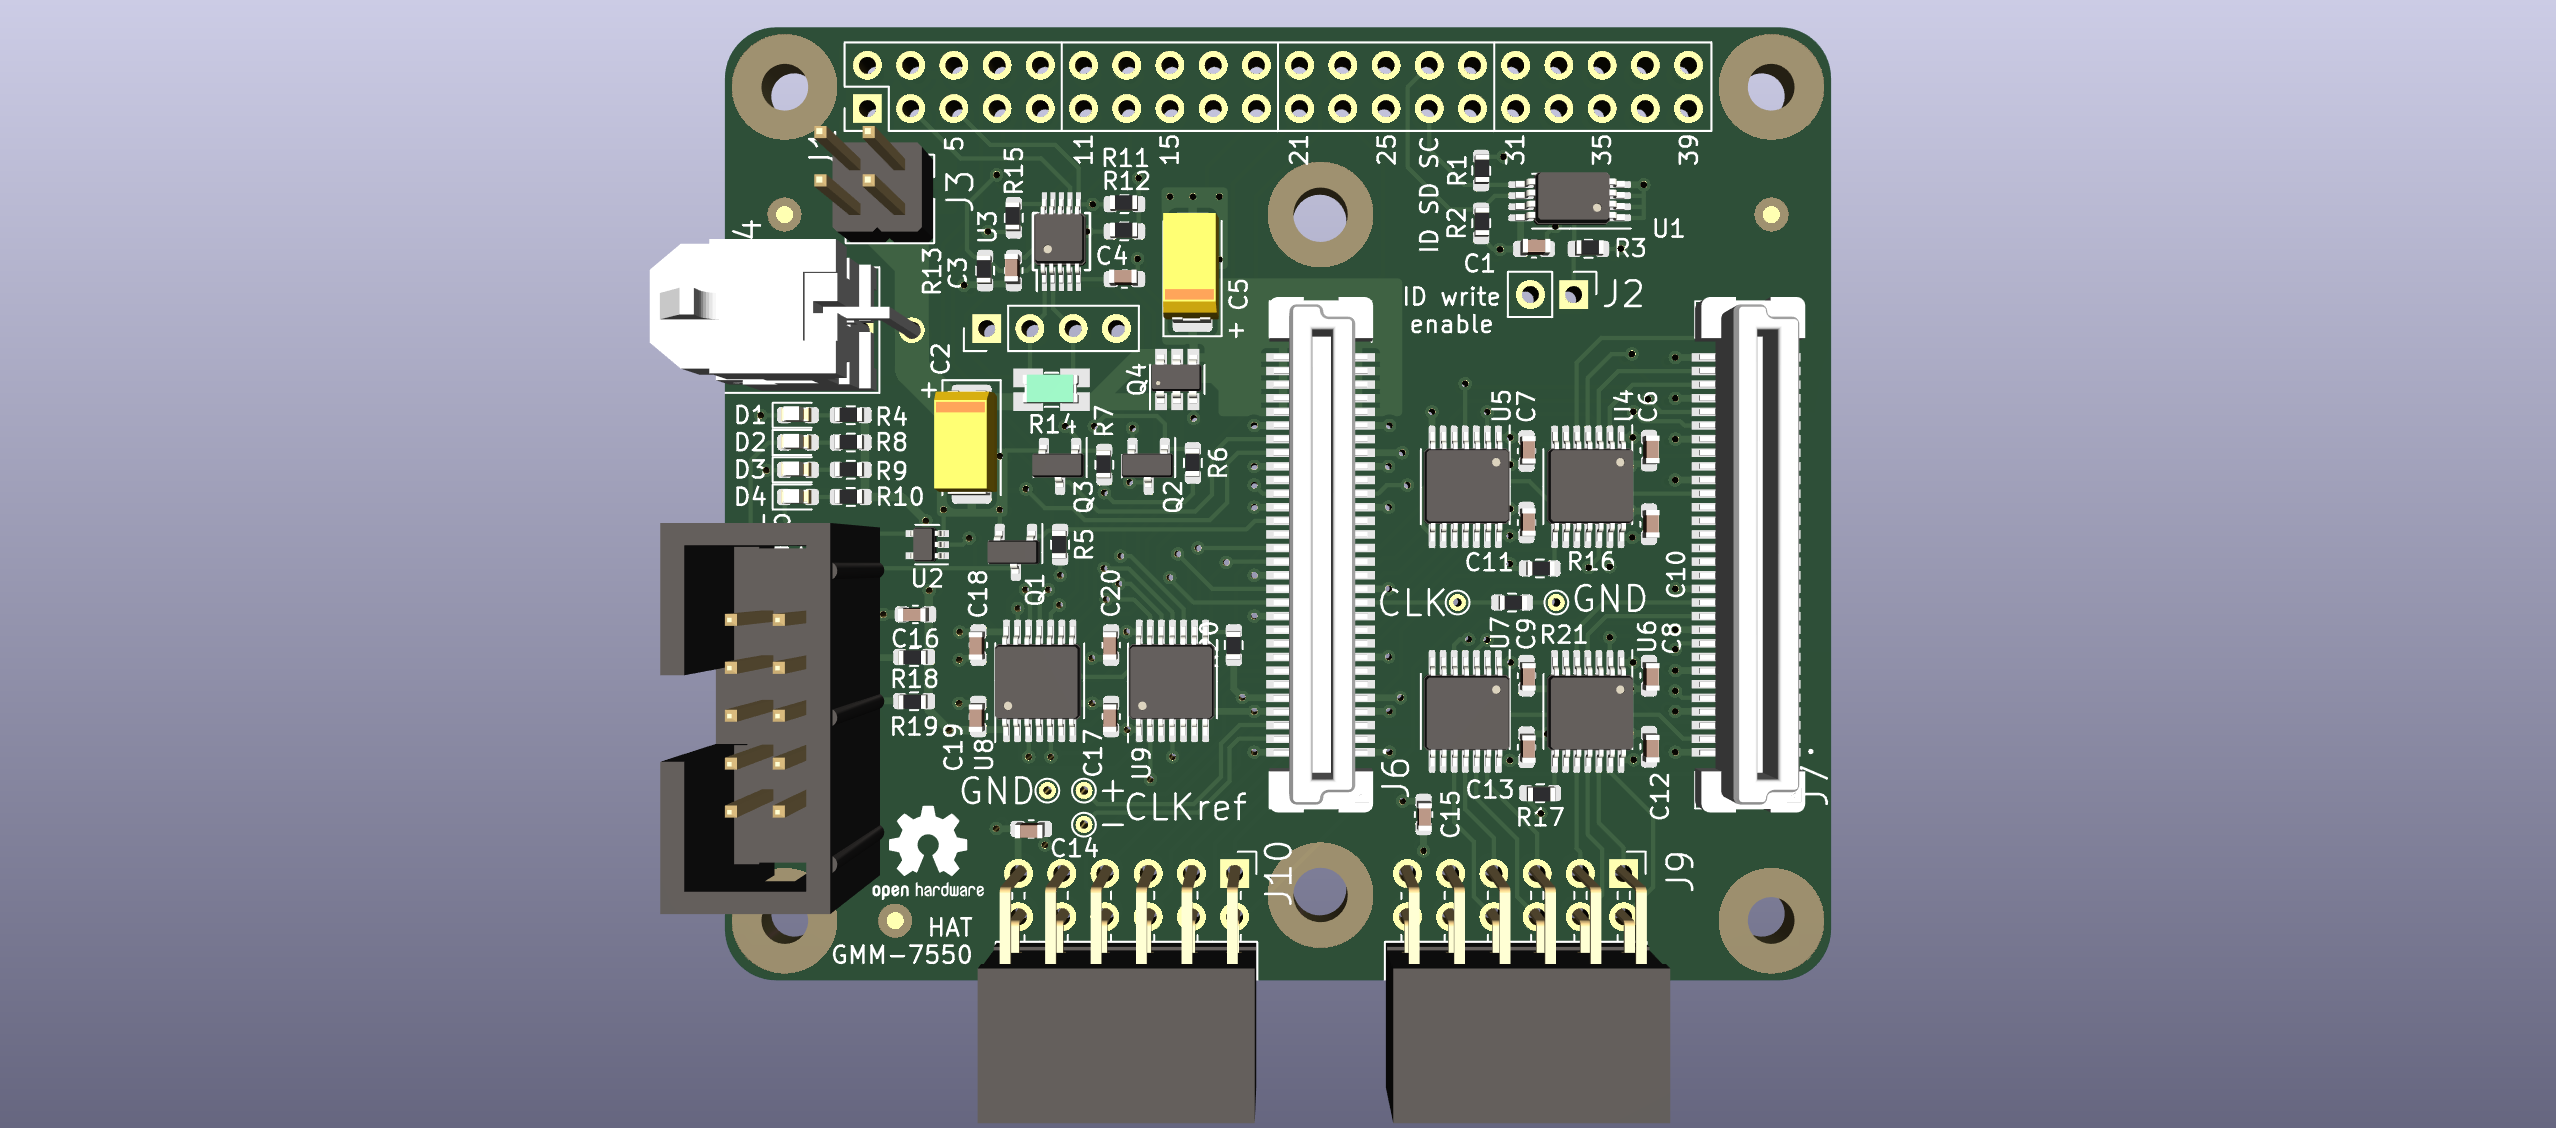 5
11
15
21
25
31
35
39
R15
R11
R12
ID SD SC
R1
R2
J3
U3
R13
C3
C4
C5
+
U1
C1
R3
ID write
enable
J2
C2
+
Q4
R14
R7
D1
R4
D2
R8
D3
R9
D4
R10
Q3
Q2
R6
U5
C7
U4
C6
U2
Q1
R5
C11
R16
C10
C18
C20
CLK
GND
C16
R18
R19
U7
C9
R21
U6
C8
C19
U8
C17
U9
GND
+
CLKref
-
J6
J7
C13
R17
C12
C15
C14
open hardware
J10
J9
HAT
GMM-7550